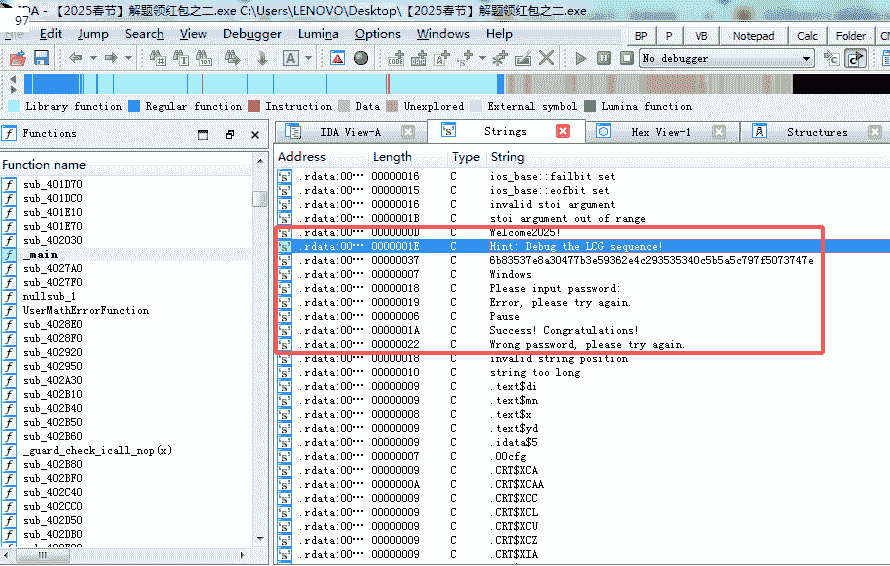 97
IDA - 【2025春节】解题领红包之二.exe C:\Users\LENOVO\Desktop\【2025春节】解题领红包之二.exe
Edit Jump Search View Debugger Lumina Options Windows Help
BP P VB Notepad Calc Folder
No debugger
Library function Regular function Instruction Data Unexplored External symbol Lumina function
Functions
IDA View-A Strings Hex View-1 Structures
Function name
sub_401D70
sub_401DC0
sub_401E10
sub_401E70
sub_402030
_main
sub_4027A0
sub_4027F0
nullsub_1
UserMathErrorFunction
sub_4028E0
sub_4028F0
sub_402920
sub_402950
sub_402A30
sub_402B10
sub_402B40
sub_402B50
sub_402B60
_guard_check_icall_nop(x)
sub_402B80
sub_402BF0
sub_402C40
sub_402CC0
sub_402D50
sub_402DB0
Address Length Type String
.rdata:00… 00000016 C ios_base::failbit set
.rdata:00… 00000015 C ios_base::eofbit set
.rdata:00… 00000016 C invalid stoi argument
.rdata:00… 0000001B C stoi argument out of range
.rdata:00… 0000000D C Welcome2025!
.rdata:00… 0000001E C Hint: Debug the LCG sequence!
.rdata:00… 00000037 C 6b83537e8a30477b3e59362e4c293535340c5b5a5c797f5073747e
.rdata:00… 00000007 C Windows
.rdata:00… 00000018 C Please input password:
.rdata:00… 00000019 C Error, please try again.
.rdata:00… 00000006 C Pause
.rdata:00… 0000001A C Success! Congratulations!
.rdata:00… 00000022 C Wrong password, please try again.
.rdata:00… 00000018 C invalid string position
.rdata:00… 00000010 C string too long
.rdata:00… 00000009 C .text$di
.rdata:00… 00000009 C .text$mn
.rdata:00… 00000008 C .text$x
.rdata:00… 00000009 C .text$yd
.rdata:00… 00000009 C .idata$5
.rdata:00… 00000007 C .00cfg
.rdata:00… 00000009 C .CRT$XCA
.rdata:00… 0000000A C .CRT$XCAA
.rdata:00… 00000009 C .CRT$XCC
.rdata:00… 00000009 C .CRT$XCL
.rdata:00… 00000009 C .CRT$XCU
.rdata:00… 00000009 C .CRT$XCZ
.rdata:00… 00000009 C .CRT$XIA